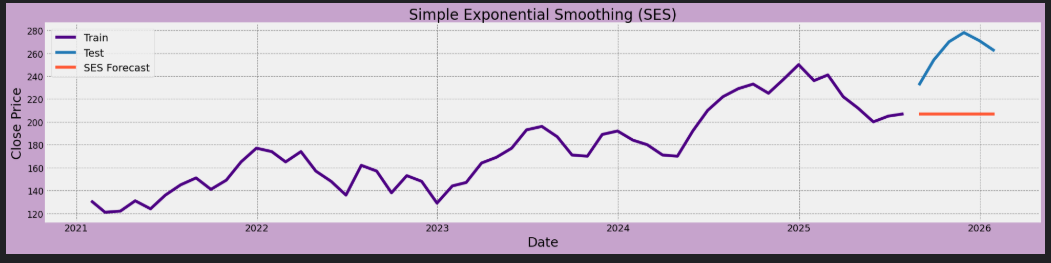 Simple Exponential Smoothing (SES)
Train
Test
SES Forecast
Close Price
280
260
240
220
200
180
160
140
120
2021
2022
2023
2024
2025
2026
Date